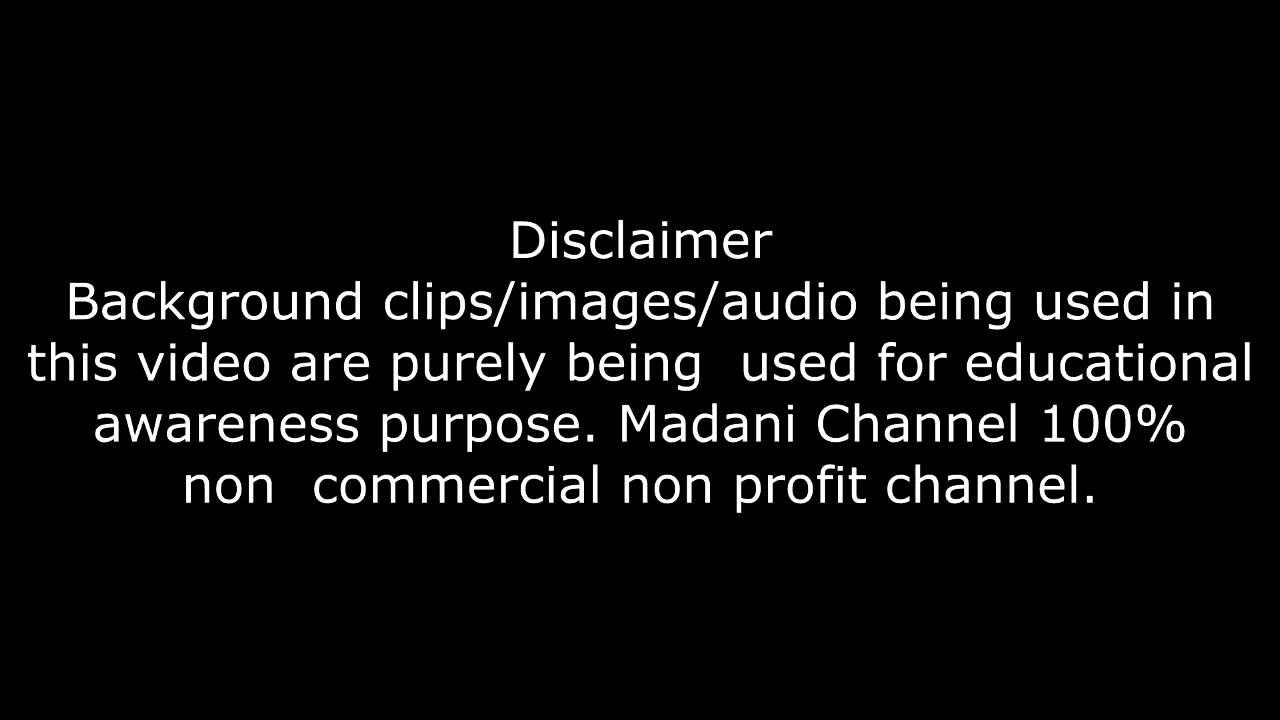 Disclaimer
Background clips/images/audio being used in
this video are purely being  used for educational
awareness purpose. Madani Channel 100%
non  commercial non profit channel.